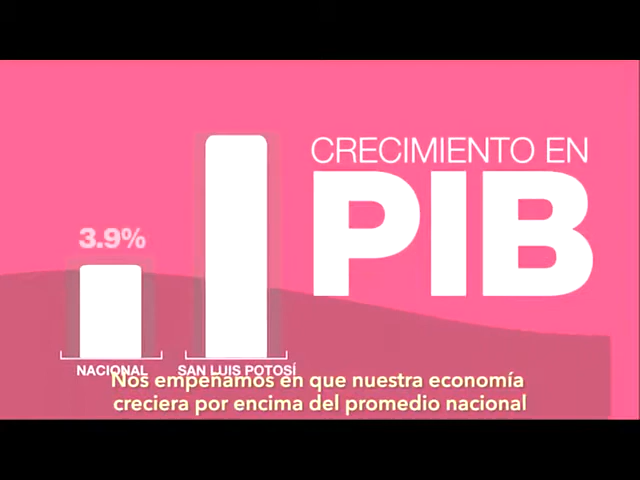 CRECIMIENTO EN
PIB
3.9%
NACIONAL
SAN LUIS POTOSÍ
Nos empeñamos en que nuestra economía
creciera por encima del promedio nacional